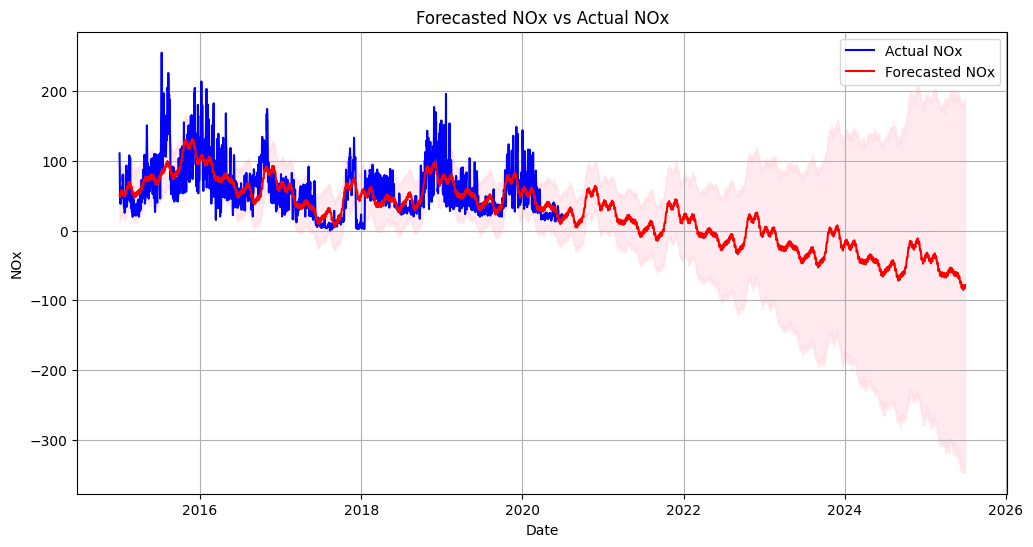 Forecasted NOx vs Actual NOx
Actual NOx
Forecasted NOx
200
100
0
−100
−200
−300
NOx
2016
2018
2020
2022
2024
2026
Date